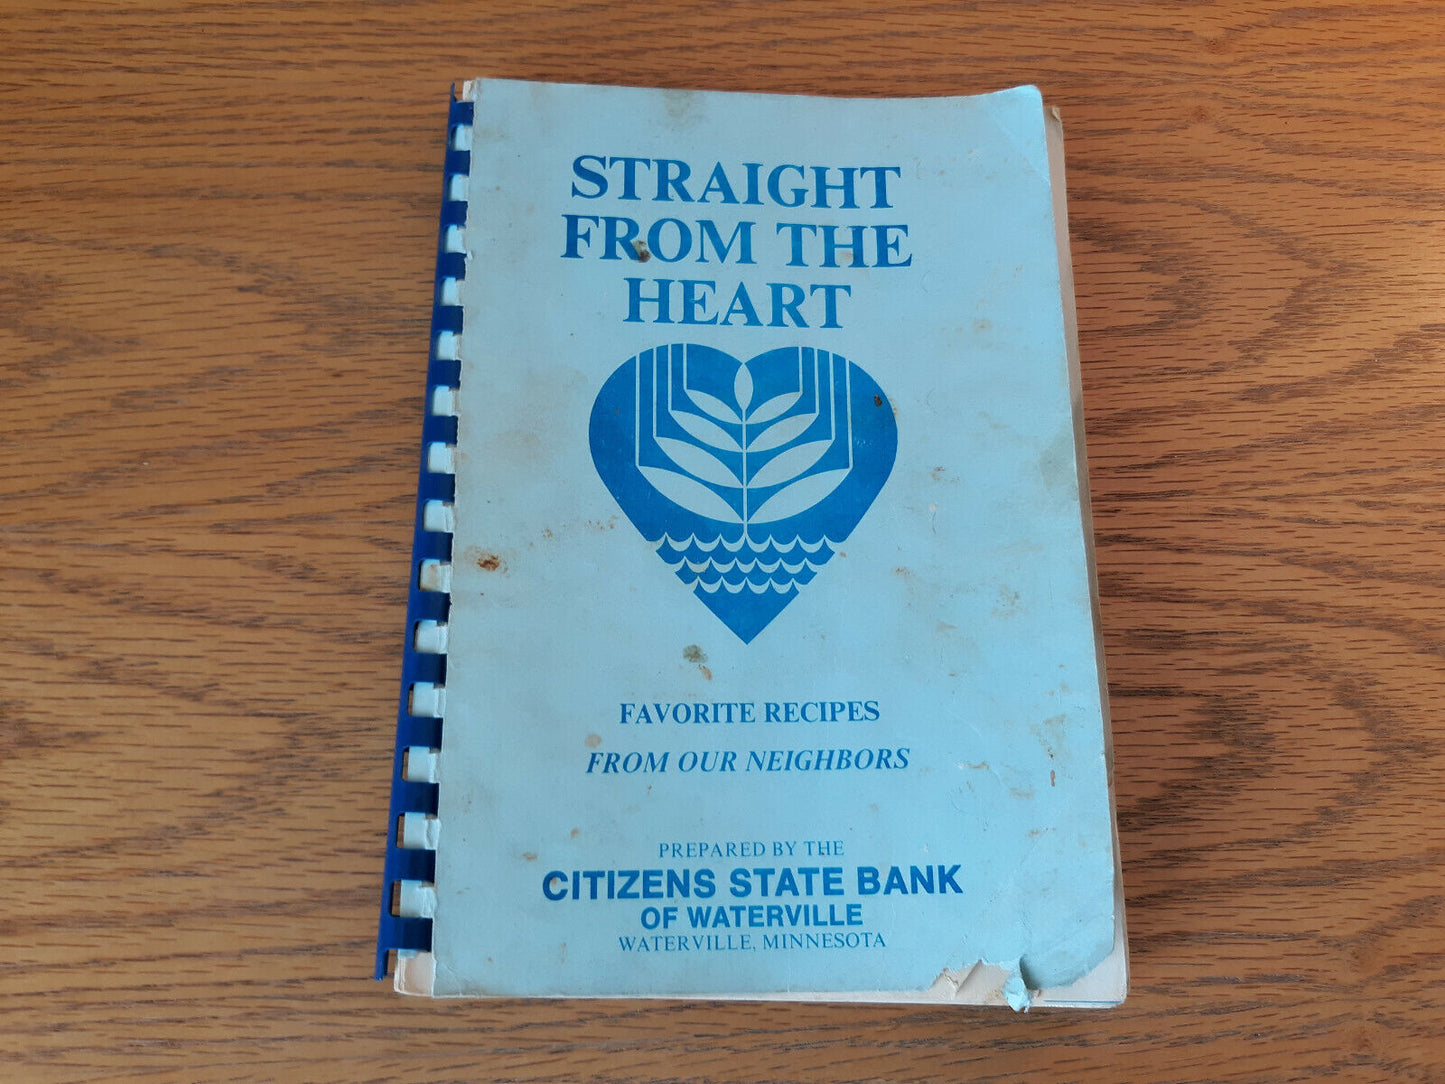 STRAIGHT
FROM THE
HEART
FAVORITE RECIPES
FROM OUR NEIGHBORS
PREPARED BY THE
CITIZENS STATE BANK
OF WATERVILLE
WATERVILLE, MINNESOTA